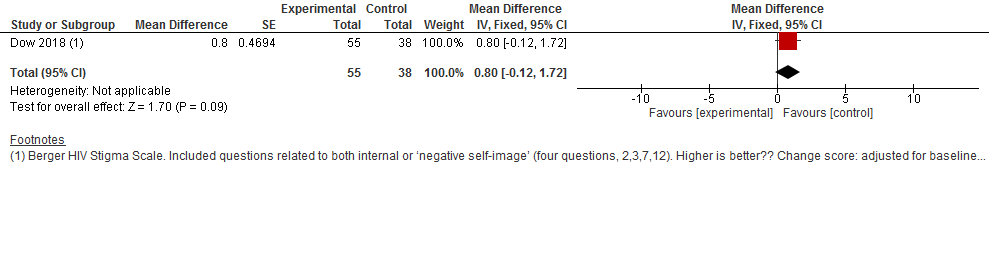 Experimental Control Mean Difference Mean Difference
Study or Subgroup Mean Difference SE Total Total Weight IV, Fixed, 95% CI IV, Fixed, 95% CI
Dow 2018 (1) 0.8 0.4694 55 38 100.0% 0.80 [-0.12, 1.72]
Total (95% CI) 55 38 100.0% 0.80 [-0.12, 1.72]
Heterogeneity: Not applicable
Test for overall effect: Z = 1.70 (P = 0.09)
-10 -5 0 5 10
Favours [experimental] Favours [control]
Footnotes
(1) Berger HIV Stigma Scale. Included questions related to both internal or ‘negative self-image’ (four questions, 2,3,7,12). Higher is better?? Change score: adjusted for baseline...